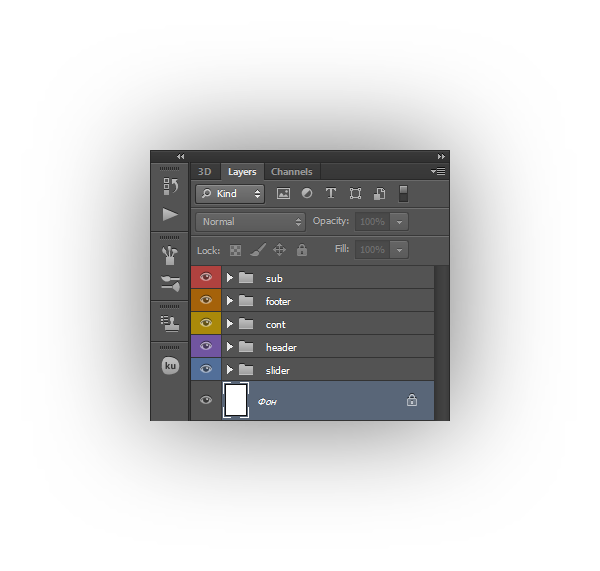 3D Layers Channels
Kind
T
Normal Opacity: 100%
Lock: Fill: 100%
sub
footer
cont
header
ku
slider
Фон